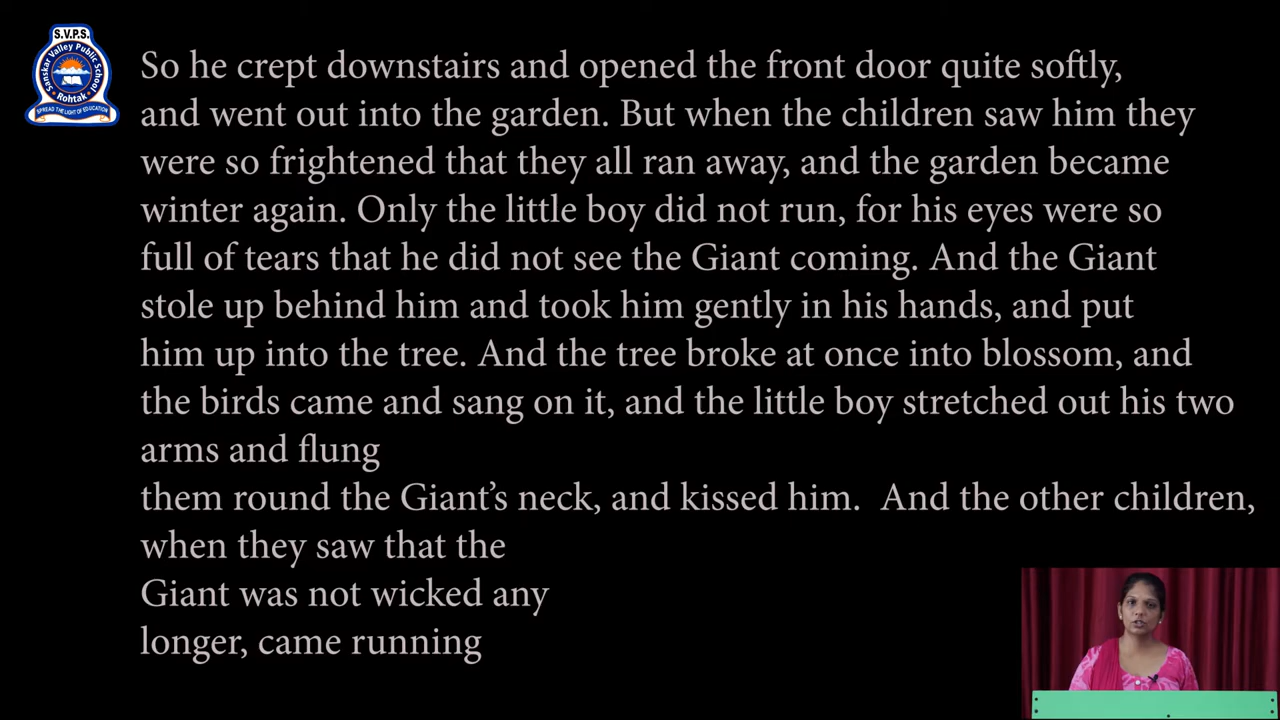 S.V.P.S.
Sanskar Valley Public School
Rohtak
SPREAD THE LIGHT OF EDUCATION
So he crept downstairs and opened the front door quite softly,
and went out into the garden. But when the children saw him they
were so frightened that they all ran away, and the garden became
winter again. Only the little boy did not run, for his eyes were so
full of tears that he did not see the Giant coming. And the Giant
stole up behind him and took him gently in his hands, and put
him up into the tree. And the tree broke at once into blossom, and
the birds came and sang on it, and the little boy stretched out his two
arms and flung
them round the Giant’s neck, and kissed him.  And the other children,
when they saw that the
Giant was not wicked any
longer, came running